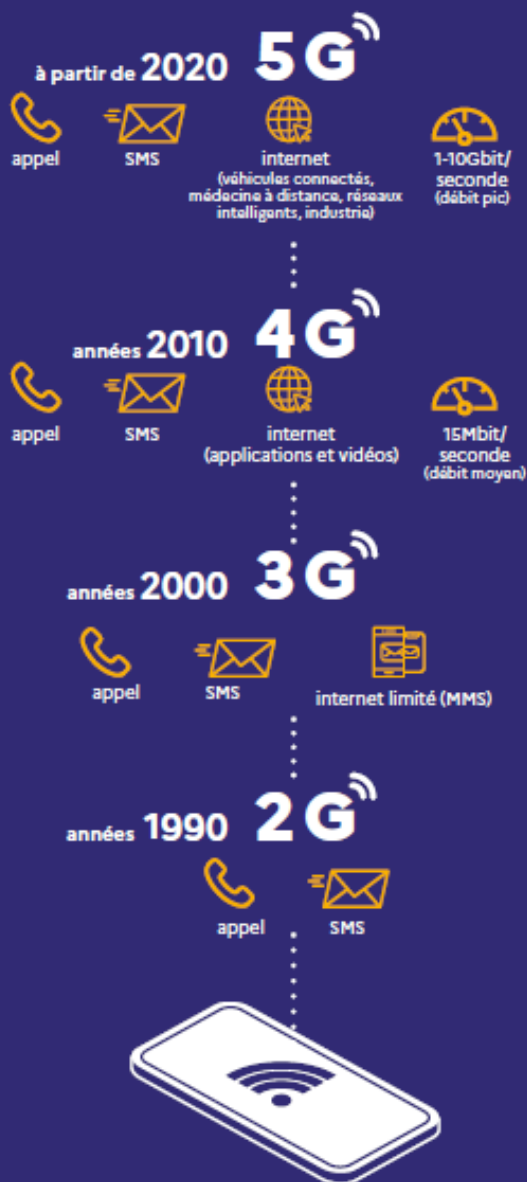 à partir de 2020 5G
appel
SMS
internet
(véhicules connectés,
médecine à distance, réseaux
intelligents, industrie)
1-10Gbit/
seconde
(débit pic)
années 2010 4G
appel
SMS
internet
(applications et vidéos)
15Mbit/
seconde
(débit moyen)
années 2000 3G
appel
SMS
internet limité (MMS)
années 1990 2G
appel
SMS